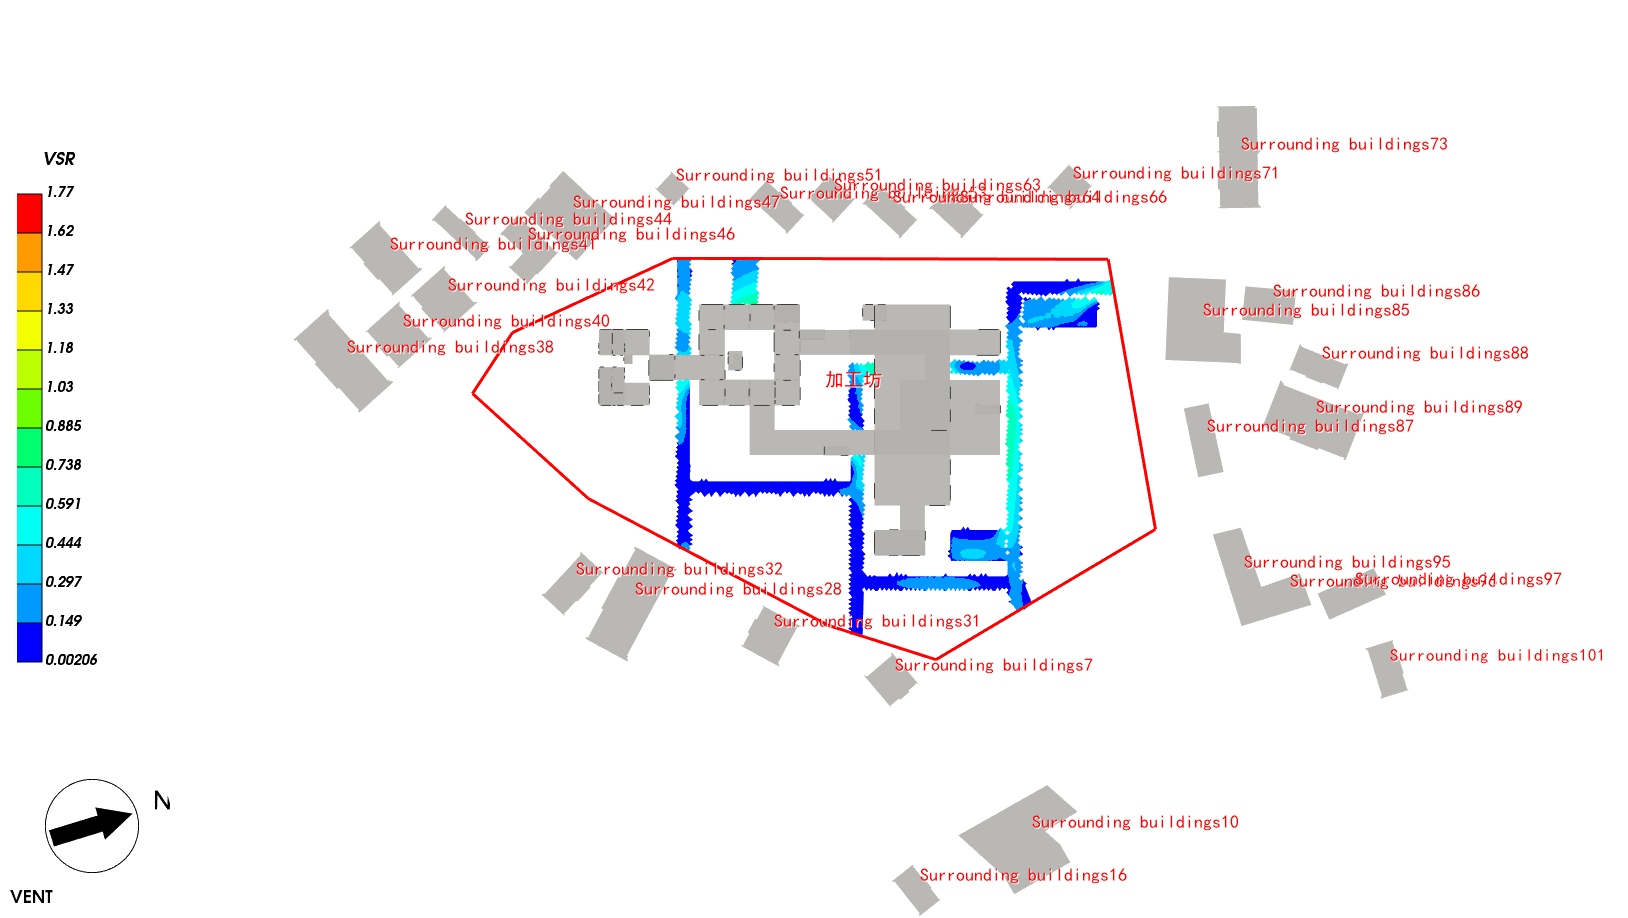 VSR
1.77
1.62
1.47
1.33
1.18
1.03
0.885
0.738
0.591
0.444
0.297
0.149
0.00206
Surrounding buildings73
Surrounding buildings51
Surrounding buildings71
Surrounding buildings63
Surrounding
Surrounding buildings66
Surrounding buildings47
Surrounding buildings44
Surrounding buildings46
Surrounding buildings41
Surrounding buildings42
Surrounding buildings86
Surrounding buildings85
Surrounding buildings40
Surrounding buildings38
Surrounding buildings88
加工坊
Surrounding buildings89
Surrounding buildings87
Surrounding buildings95
Surrounding buildings32
Surrounding buildings97
Surrounding buildings28
Surrounding buildings31
Surrounding buildings101
Surrounding buildings7
N
Surrounding buildings10
Surrounding buildings16
VENT